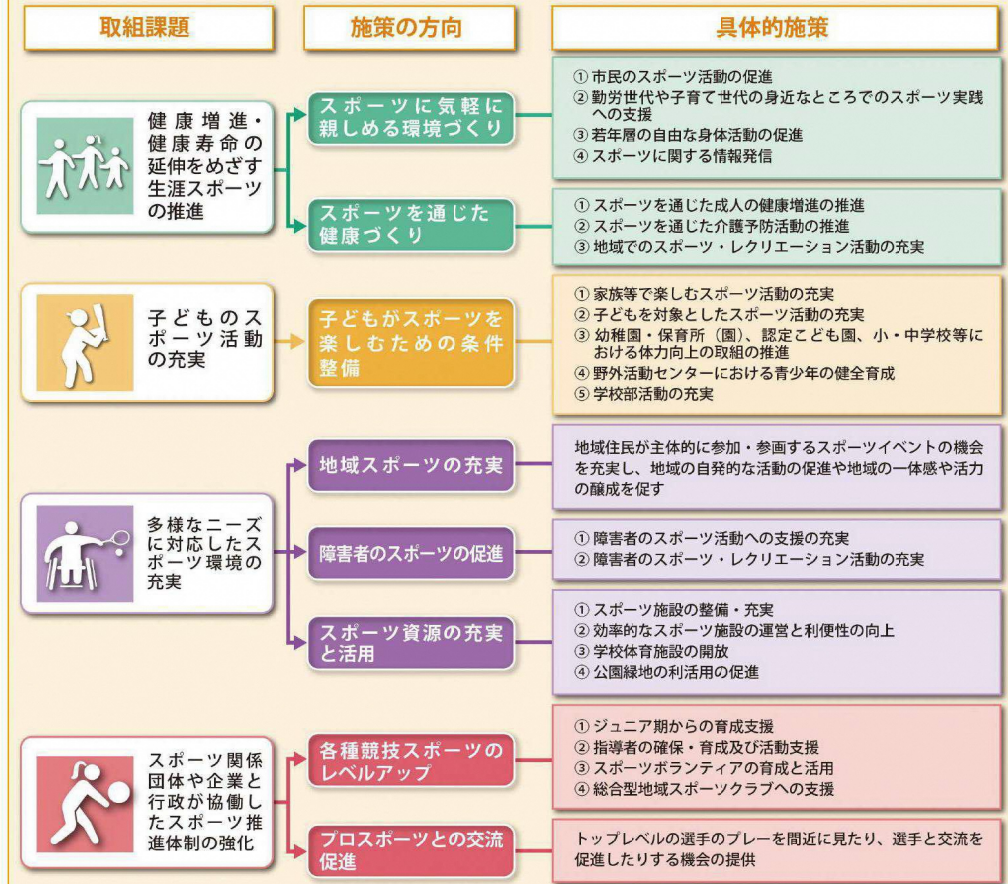 取組課題
施策の方向
具体的施策
健康増進・
健康寿命の
延伸をめざす
生涯スポーツ
の推進
スポーツに気軽に
親しめる環境づくり
① 市民のスポーツ活動の促進
② 勤労世代や子育て世代の身近なところでのスポーツ実践
への支援
③ 若年層の自由な身体活動の促進
④ スポーツに関する情報発信
スポーツを通じた
健康づくり
① スポーツを通じた成人の健康増進の推進
② スポーツを通じた介護予防活動の推進
③ 地域でのスポーツ・レクリエーション活動の充実
子どものス
ポーツ活動
の充実
子どもがスポーツを
楽しむための条件
整備
① 家族等で楽しむスポーツ活動の充実
② 子どもを対象としたスポーツ活動の充実
③ 幼稚園・保育所（園）、認定こども園、小・中学校等に
おける体力向上の取組の推進
④ 野外活動センターにおける青少年の健全育成
⑤ 学校部活動の充実
多様なニーズ
に対応したス
ポーツ環境の
充実
地域スポーツの充実
地域住民が主体的に参加・参画するスポーツイベントの機会
を充実し、地域の自発的な活動の促進や地域の一体感や活力
の醸成を促す
障害者のスポーツの促進
① 障害者のスポーツ活動への支援の充実
② 障害者のスポーツ・レクリエーション活動の充実
スポーツ資源の充実
と活用
① スポーツ施設の整備・充実
② 効率的なスポーツ施設の運営と利便性の向上
③ 学校体育施設の開放
④ 公園緑地の利活用の促進
スポーツ関係
団体や企業と
行政が協働し
たスポーツ推
進体制の強化
各種競技スポーツの
レベルアップ
① ジュニア期からの育成支援
② 指導者の確保・育成及び活動支援
③ スポーツボランティアの育成と活用
④ 総合型地域スポーツクラブへの支援
プロスポーツとの交流
促進
トップレベルの選手のプレーを間近に見たり、選手と交流を
促進したりする機会の提供